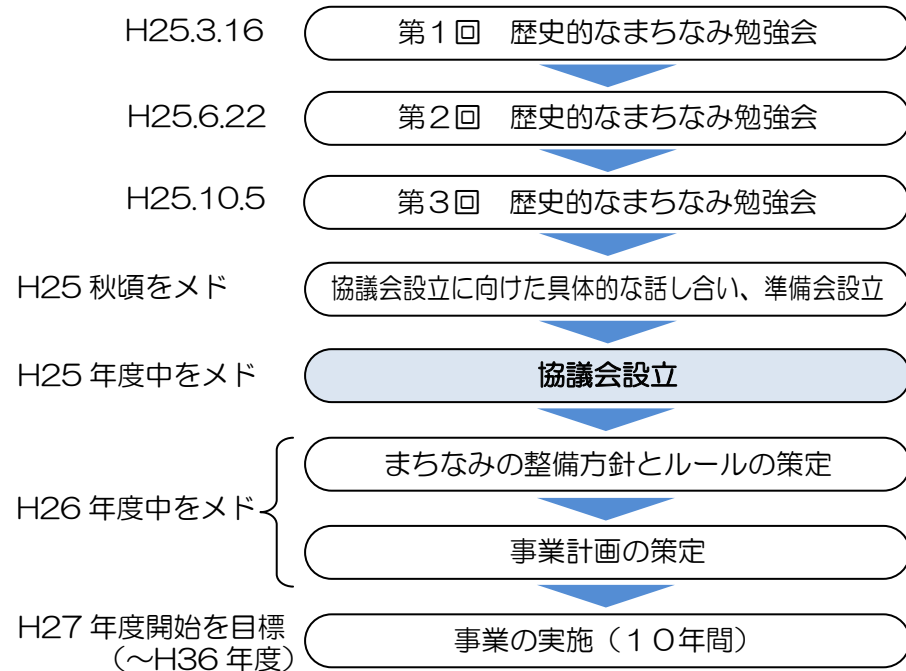 H25.3.16 第１回　歴史的なまちなみ勉強会
H25.6.22 第２回　歴史的なまちなみ勉強会
H25.10.5 第３回　歴史的なまちなみ勉強会
H25 秋頃をメド 協議会設立に向けた具体的な話し合い、準備会設立
H25 年度中をメド 協議会設立
まちなみの整備方針とルールの策定
H26 年度中をメド
事業計画の策定
H27 年度開始を目標 事業の実施（１０年間）
（～H36 年度）